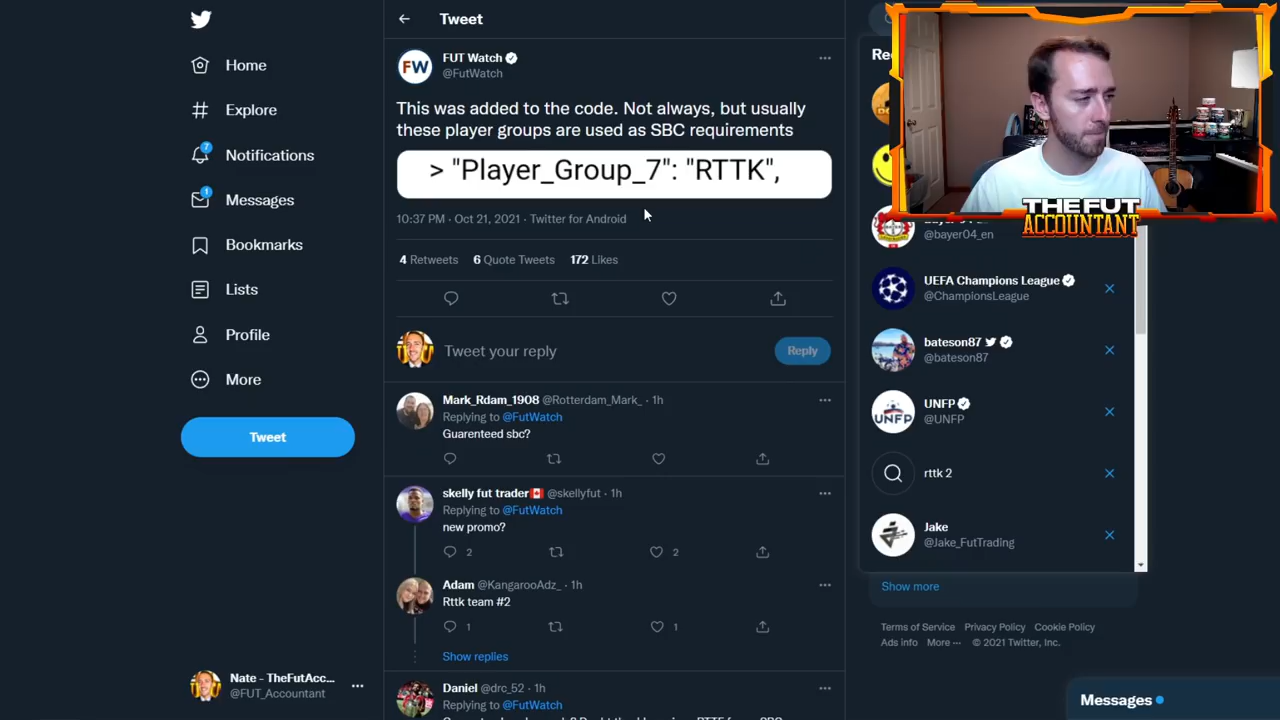 Tweet
FUT Watch
@FutWatch
This was added to the code. Not always, but usually
these player groups are used as SBC requirements
> "Player_Group_7": "RTTK",
10:37 PM · Oct 21, 2021 · Twitter for Android
4 Retweets 6 Quote Tweets 172 Likes
Tweet your reply
Reply
Mark_Rdam_1908 @Rotterdam_Mark_ · 1h
Replying to @FutWatch
Guarenteed sbc?
skelly fut trader @skellyfut · 1h
Replying to @FutWatch
new promo?
2
2
Adam @KangarooAdz_ · 1h
Rttk team #2
1
1
Show replies
Daniel @drc_52 · 1h
Replying to @FutWatch
Home
Explore
7
Notifications
1
Messages
Bookmarks
Lists
Profile
More
Tweet
Nate - TheFutAcc...
@FUT_Accountant
THE FUT
ACCOUNTANT
@bayer04_en
UEFA Champions League
@ChampionsLeague
bateson87
@bateson87
UNFP
@UNFP
rttk 2
Jake
@Jake_FutTrading
Show more
Terms of Service Privacy Policy Cookie Policy
Ads info More ··· © 2021 Twitter, Inc.
Messages